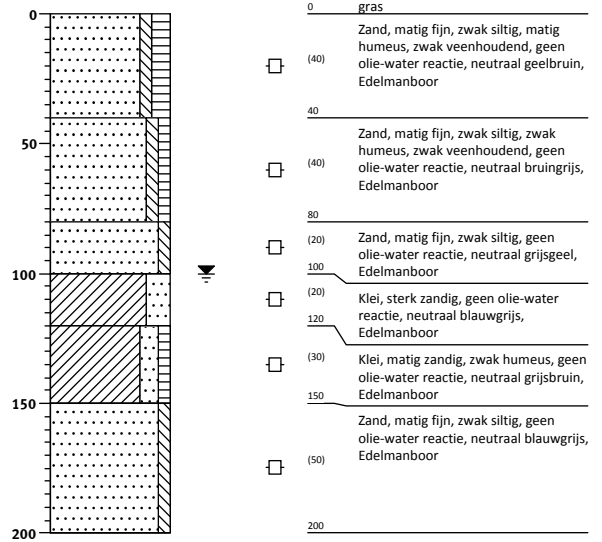 0
50
100
150
200
0
gras
(40)
Zand, matig fijn, zwak siltig, matig
humeus, zwak veenhoudend, geen
olie-water reactie, neutraal geelbruin,
Edelmanboor
40
(40)
Zand, matig fijn, zwak siltig, zwak
humeus, zwak veenhoudend, geen
olie-water reactie, neutraal bruingrijs,
Edelmanboor
80
(20)
Zand, matig fijn, zwak siltig, geen
olie-water reactie, neutraal grijsgeel,
Edelmanboor
100
(20)
Klei, sterk zandig, geen olie-water
reactie, neutraal blauwgrijs,
Edelmanboor
120
(30)
Klei, matig zandig, zwak humeus, geen
olie-water reactie, neutraal grijsbruin,
Edelmanboor
150
(50)
Zand, matig fijn, zwak siltig, geen
olie-water reactie, neutraal blauwgrijs,
Edelmanboor
200